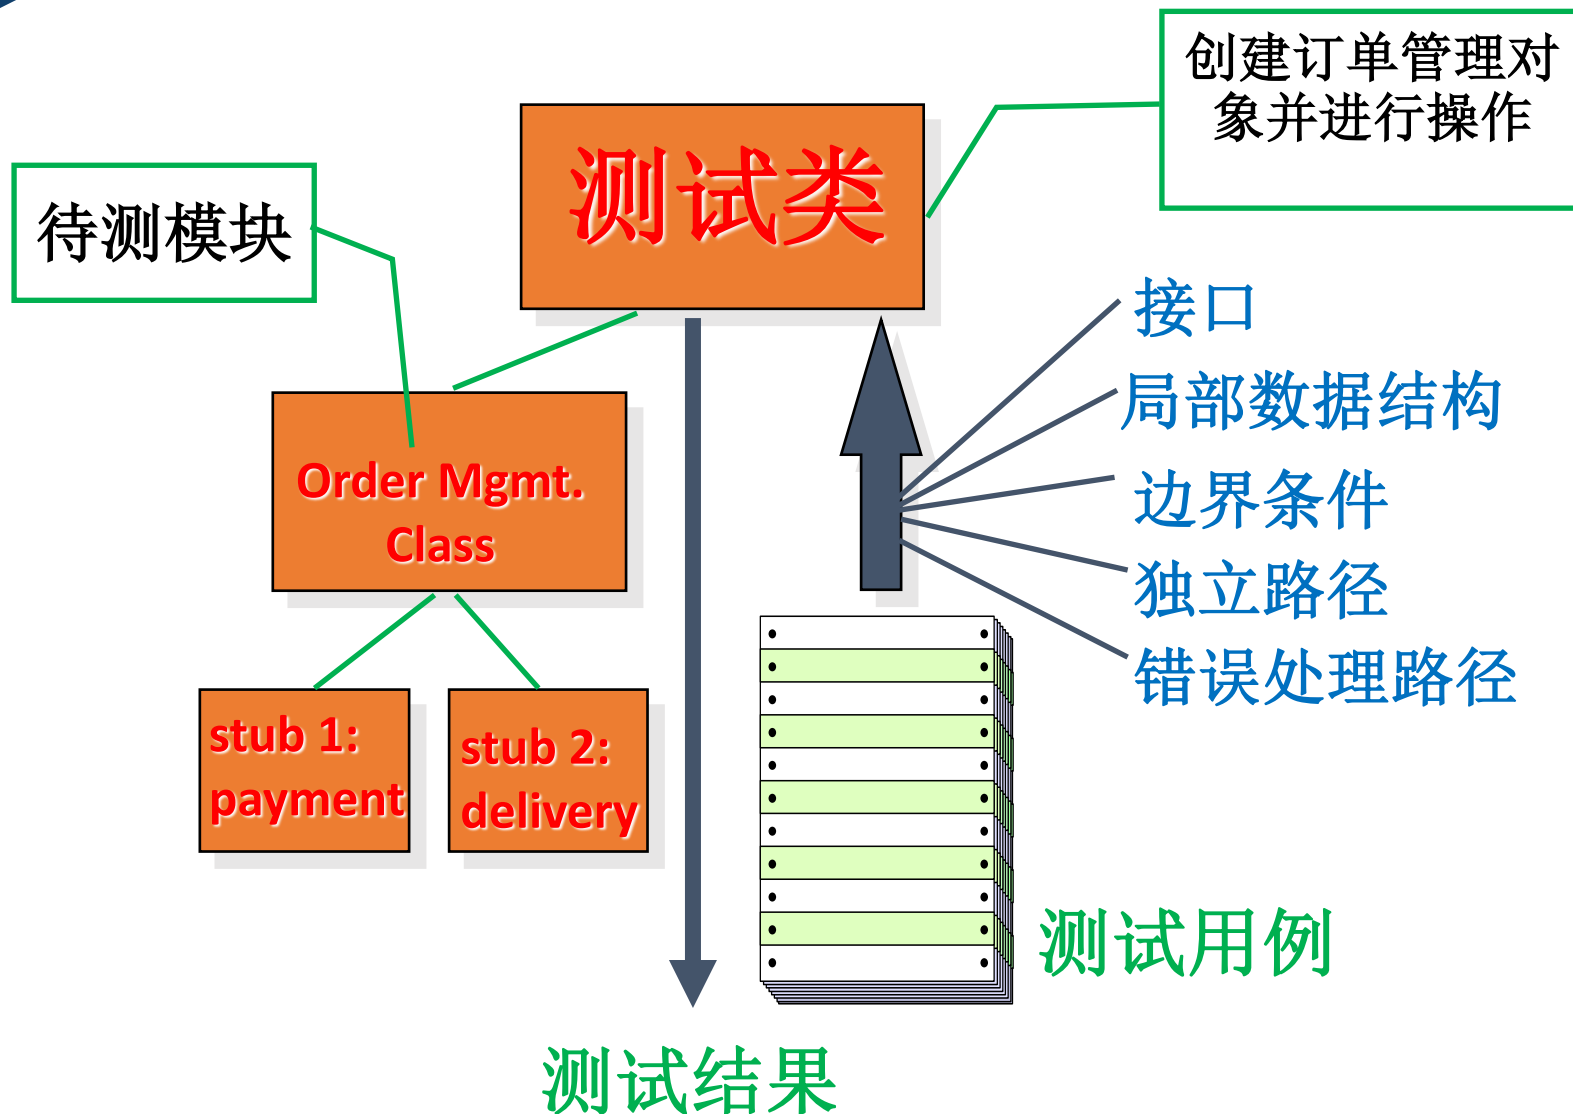 创建订单管理对
象并进行操作
测试类
待测模块
接口
局部数据结构
边界条件
独立路径
错误处理路径
Order Mgmt.
Class
stub 1:
payment
stub 2:
delivery
测试用例
测试结果